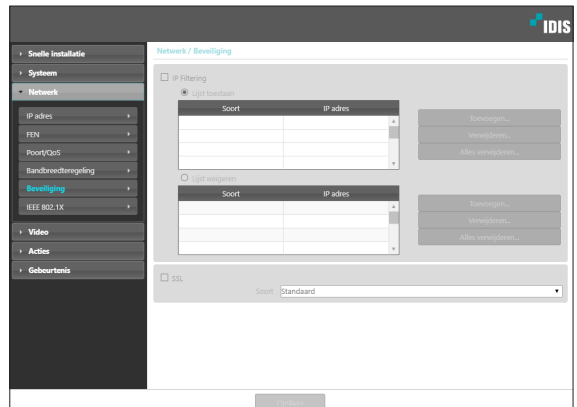 IDIS
Snelle installatie
Systeem
Netwerk
IP adres
FEN
Poort/QoS
Bandbreedteregeling
Beveiliging
IEEE 802.1X
Video
Acties
Gebeurtenis
Netwerk / Beveiliging
IP Filtering
Lijst toestaan
Soort IP adres
Toevoegen...
Verwijderen...
Alles verwijderen...
Lijst weigeren
Soort IP adres
Toevoegen...
Verwijderen...
Alles verwijderen...
SSL
Soort Standaard